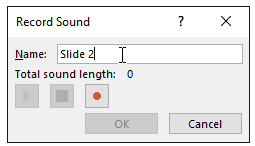 Record Sound ? X
Name: Slide 2
Total sound length: 0
OK Cancel